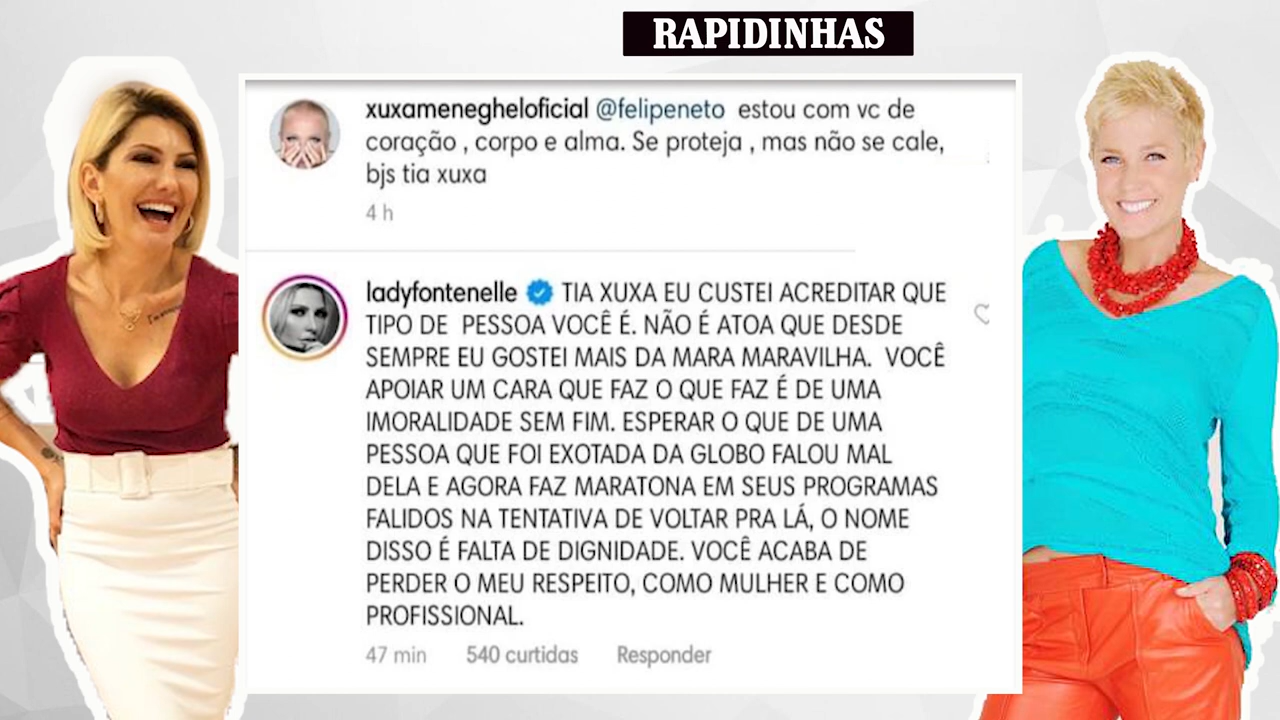 RAPIDINHAS
xuxamenegheloficial @felipeneto estou com vc de
coração , corpo e alma. Se proteja , mas não se cale,
bjs tia xuxa
4 h
ladyfontenelle TIA XUXA EU CUSTEI ACREDITAR QUE
TIPO DE PESSOA VOCÊ É. NÃO É ATOA QUE DESDE
SEMPRE EU GOSTEI MAIS DA MARA MARAVILHA. VOCÊ
APOIAR UM CARA QUE FAZ O QUE FAZ É DE UMA
IMORALIDADE SEM FIM. ESPERAR O QUE DE UMA
PESSOA QUE FOI EXOTADA DA GLOBO FALOU MAL
DELA E AGORA FAZ MARATONA EM SEUS PROGRAMAS
FALIDOS NA TENTATIVA DE VOLTAR PRA LÁ, O NOME
DISSO É FALTA DE DIGNIDADE. VOCÊ ACABA DE
PERDER O MEU RESPEITO, COMO MULHER E COMO
PROFISSIONAL.
47 min 540 curtidas Responder